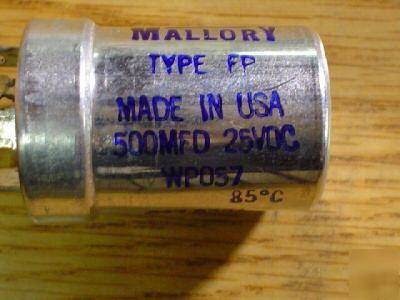 MALLORY
TYPE FP
MADE IN USA
500MFD 25VDC
WP057
85°C